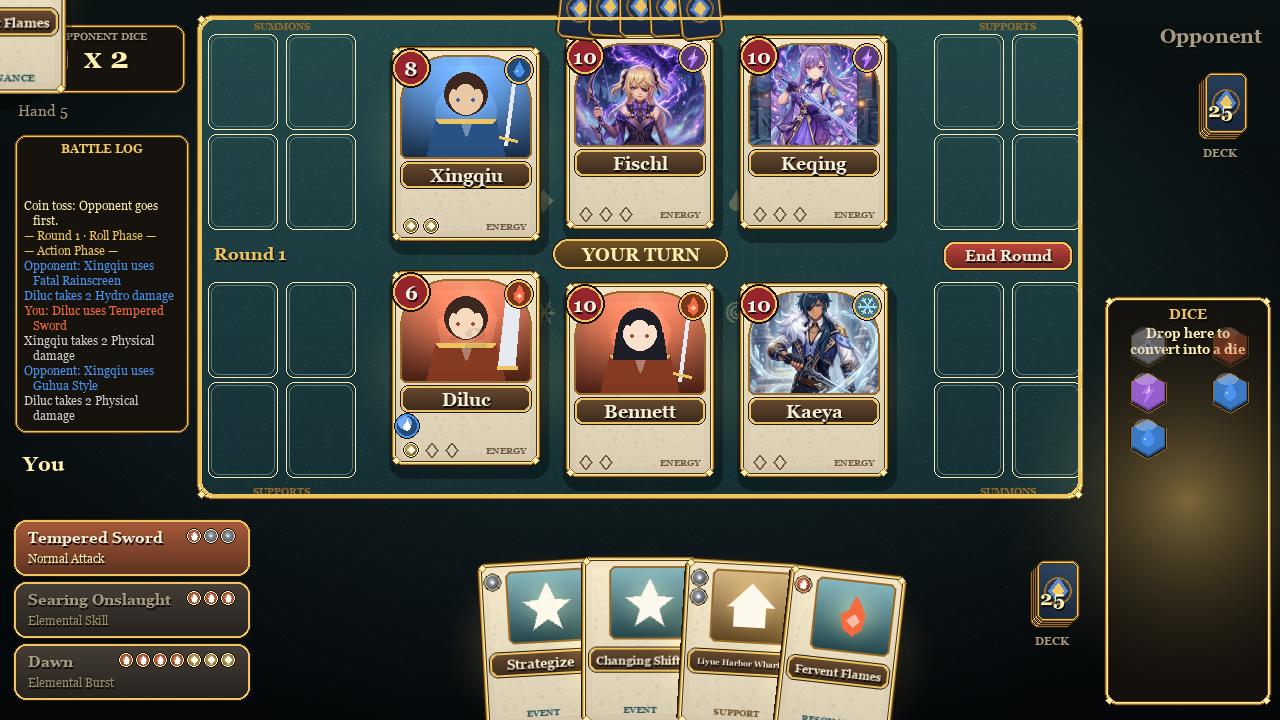 Flames
NANCE
PPONENT DICE
x 2
Hand 5
BATTLE LOG
Coin toss: Opponent goes
first.
— Round 1 · Roll Phase —
— Action Phase —
Opponent: Xingqiu uses
Fatal Rainscreen
Diluc takes 2 Hydro damage
You: Diluc uses Tempered
Sword
Xingqiu takes 2 Physical
damage
Opponent: Xingqiu uses
Guhua Style
Diluc takes 2 Physical
damage
You
SUMMONS
SUPPORTS
8
Xingqiu
ENERGY
10
Fischl
ENERGY
10
Keqing
ENERGY
Opponent
25
DECK
Round 1
YOUR TURN
End Round
6
Diluc
ENERGY
10
Bennett
ENERGY
10
Kaeya
ENERGY
SUPPORTS
SUMMONS
DICE
Drop here to
convert into a die
Tempered Sword
Normal Attack
Searing Onslaught
Elemental Skill
Dawn
Elemental Burst
Strategize
EVENT
Changing Shift
EVENT
Liyue Harbor Wharf
SUPPORT
Fervent Flames
25
DECK